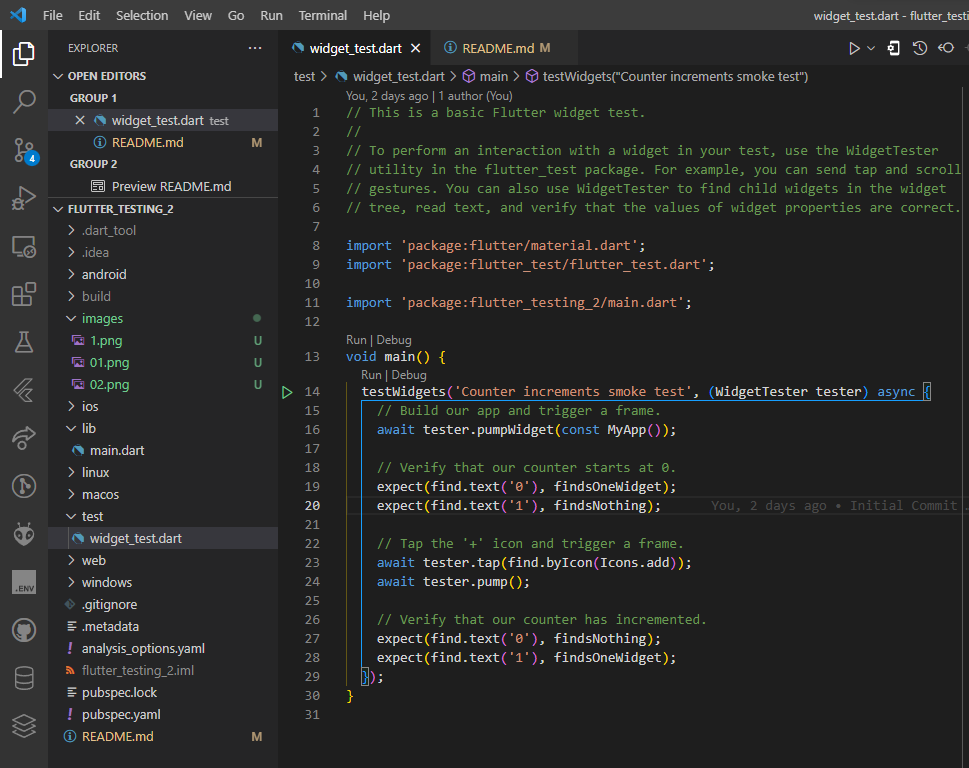 File Edit Selection View Go Run Terminal Help
widget_test.dart - flutter_testi
EXPLORER
OPEN EDITORS
GROUP 1
widget_test.dart test
README.md M
GROUP 2
Preview README.md
FLUTTER_TESTING_2
.dart_tool
.idea
android
build
images
1.png U
01.png U
02.png U
ios
lib
main.dart
linux
macos
test
widget_test.dart
web
windows
.gitignore
.metadata
analysis_options.yaml
flutter_testing_2.iml
pubspec.lock
pubspec.yaml
README.md M
4
.ENV
widget_test.dart
README.md M
test > widget_test.dart > main > testWidgets("Counter increments smoke test")
You, 2 days ago | 1 author (You)
1 // This is a basic Flutter widget test.
2 //
3 // To perform an interaction with a widget in your test, use the WidgetTester
4 // utility in the flutter_test package. For example, you can send tap and scroll
5 // gestures. You can also use WidgetTester to find child widgets in the widget
6 // tree, read text, and verify that the values of widget properties are correct.
7
8 import 'package:flutter/material.dart';
9 import 'package:flutter_test/flutter_test.dart';
10
11 import 'package:flutter_testing_2/main.dart';
12
Run | Debug
13 void main() {
Run | Debug
14 testWidgets('Counter increments smoke test', (WidgetTester tester) async {
15 // Build our app and trigger a frame.
16 await tester.pumpWidget(const MyApp());
17
18 // Verify that our counter starts at 0.
19 expect(find.text('0'), findsOneWidget);
20 expect(find.text('1'), findsNothing); You, 2 days ago • Initial Commit .
21
22 // Tap the '+' icon and trigger a frame.
23 await tester.tap(find.byIcon(Icons.add));
24 await tester.pump();
25
26 // Verify that our counter has incremented.
27 expect(find.text('0'), findsNothing);
28 expect(find.text('1'), findsOneWidget);
29 });
30 }
31